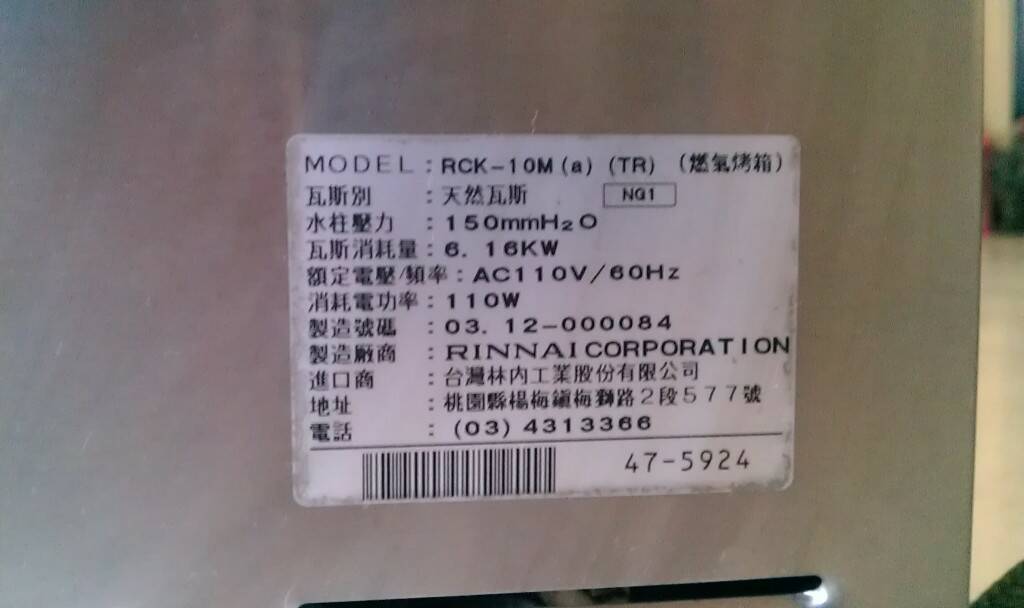 MODEL : RCK-10M (a) (TR) (燃氣烤箱)
瓦斯別 : 天然瓦斯 NG1
水柱壓力 : 150mmH₂O
瓦斯消耗量 : 6. 16KW
額定電壓/頻率 : AC110V/60Hz
消耗電功率 : 110W
製造號碼 : 03. 12-000084
製造廠商 : RINNAI CORPORATION
進口商 : 台灣林內工業股份有限公司
地址 : 桃園縣楊梅鎮梅獅路2段577號
電話 : (03) 4313366
47-5924